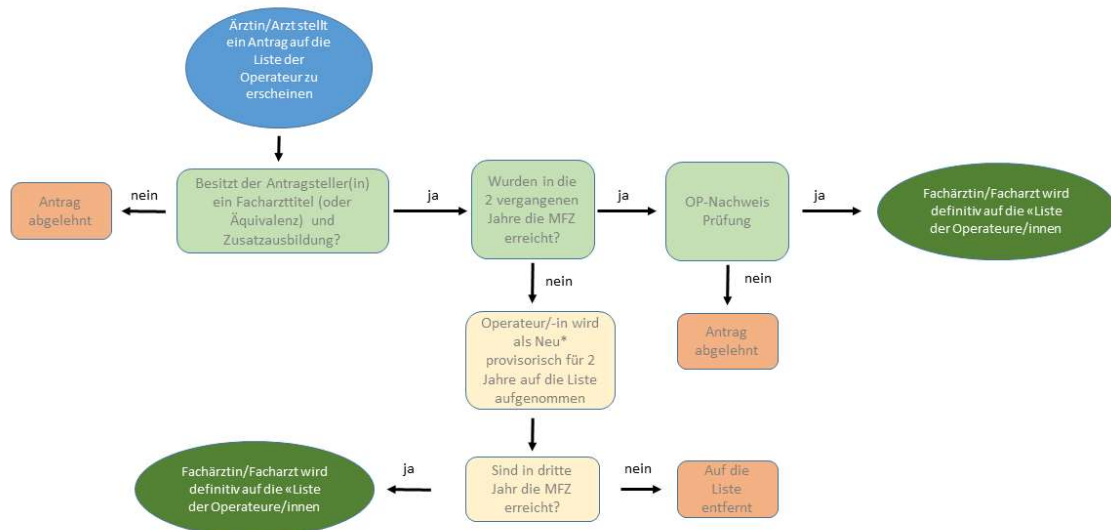 Ärztin/Arzt stellt
ein Antrag auf die
Liste der
Operateur zu
erscheinen
Antrag
abgelehnt
nein
Besitzt der Antragsteller(in)
ein Facharzttitel (oder
Äquivalenz) und
Zusatzausbildung?
ja
Wurden in die
2 vergangenen
Jahre die MFZ
erreicht?
ja
OP-Nachweis
Prüfung
ja
Fachärztin/Facharzt wird
definitiv auf die «Liste
der Operateure/innen
nein
nein
Operateur/-in wird
als Neu*
provisorisch für 2
Jahre auf die Liste
aufgenommen
Antrag
abgelehnt
Fachärztin/Facharzt wird
definitiv auf die «Liste
der Operateure/innen
ja
Sind in dritte
Jahr die MFZ
erreicht?
nein
Auf die
Liste
entfernt